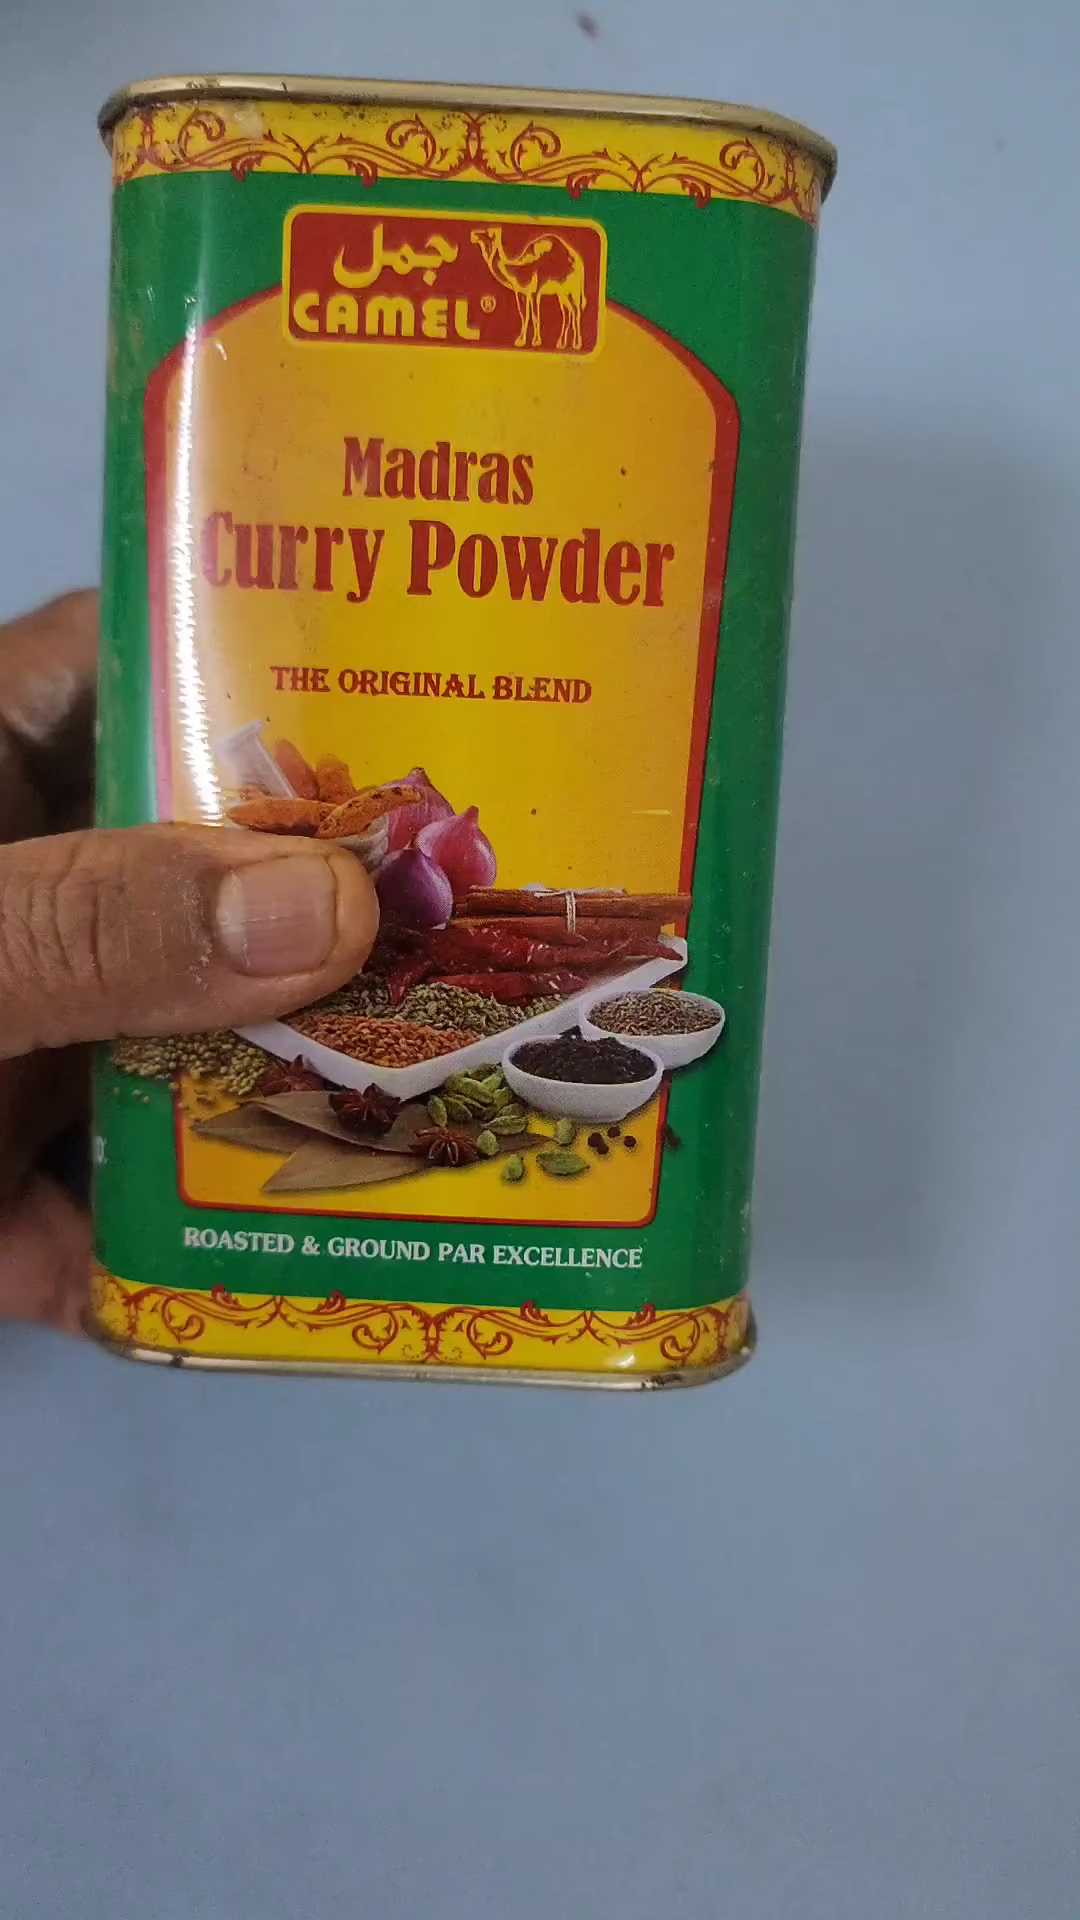 جمل
CAMEL®
Madras
Curry Powder
THE ORIGINAL BLEND
ROASTED & GROUND PAR EXCELLENCE